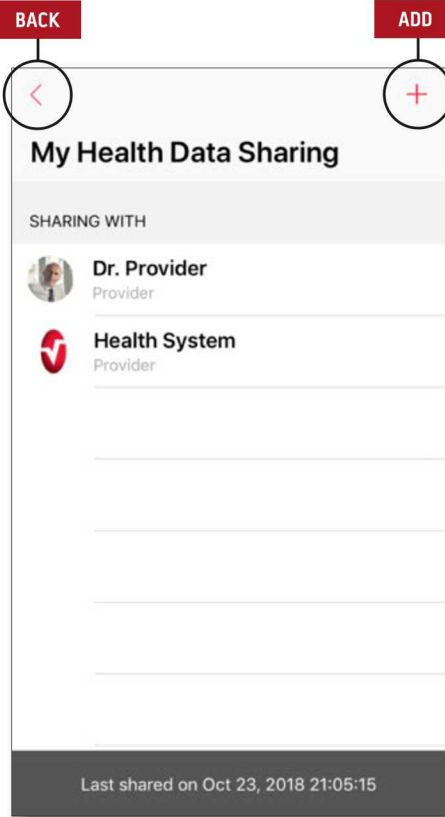 BACK
ADD
My Health Data Sharing
SHARING WITH
Dr. Provider
Provider
Health System
Provider
Last shared on Oct 23, 2018 21:05:15